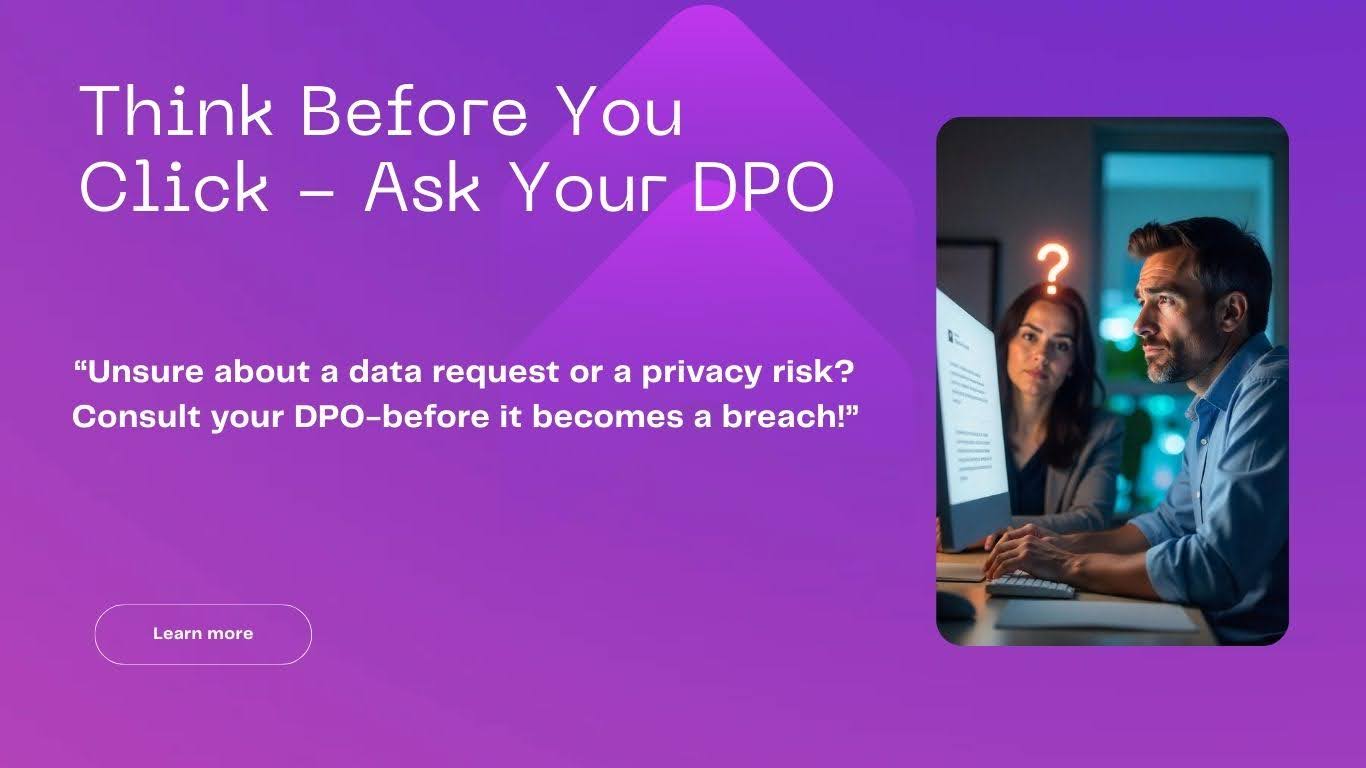 Think Before You
Click – Ask Your DPO
“Unsure about a data request or a privacy risk?
Consult your DPO–before it becomes a breach!”
Learn more
?